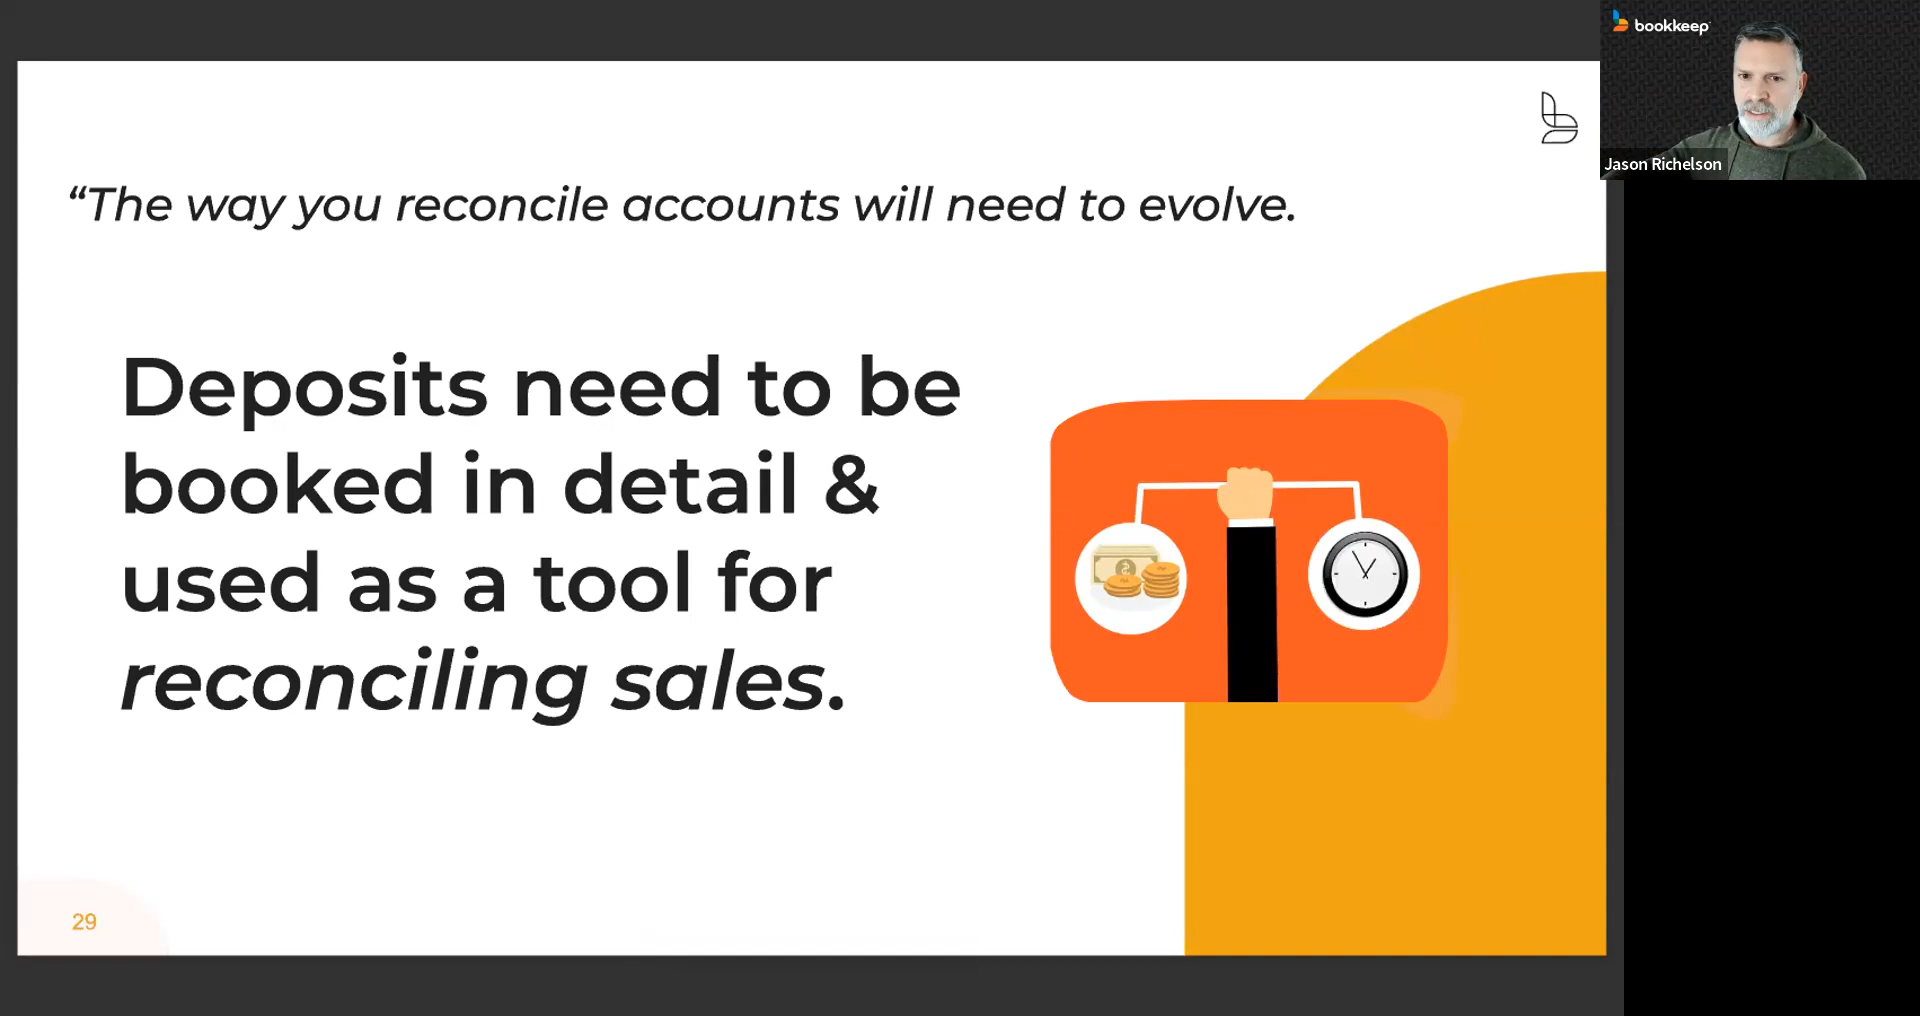 “The way you reconcile accounts will need to evolve.
Deposits need to be
booked in detail &
used as a tool for
reconciling sales.
29
bookkeep
Jason Richelson